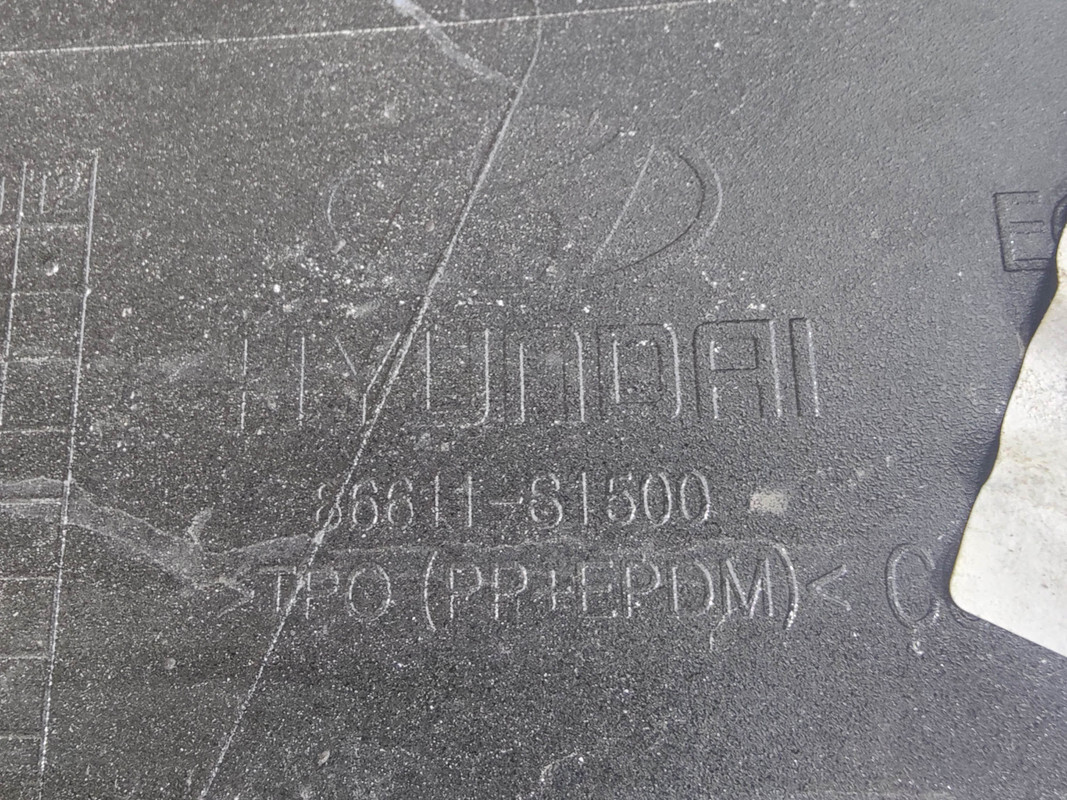 HYUNDAI
86611-S1500
>TPO (PP+EPDM)<